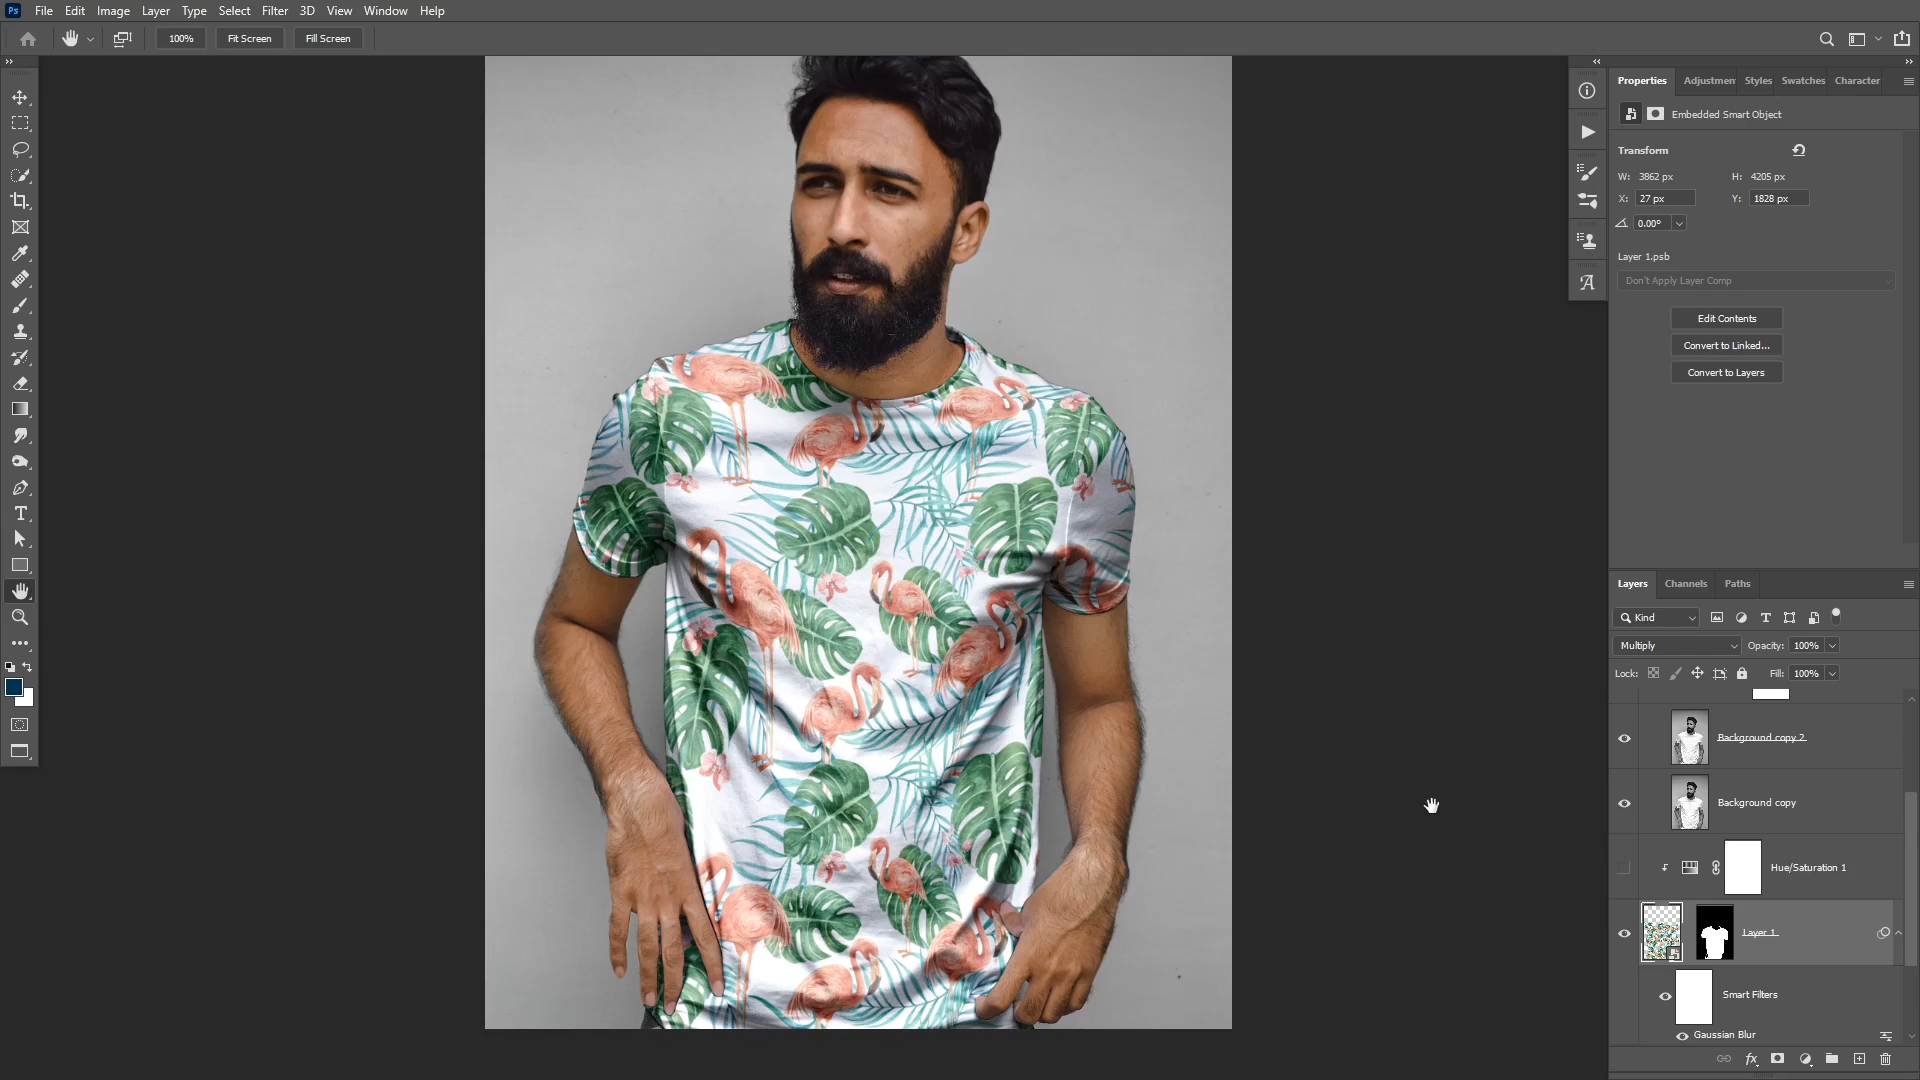 Ps File Edit Image Layer Type Select Filter 3D View Window Help
100% Fit Screen Fill Screen
Properties Adjustmen Styles Swatches Character
Embedded Smart Object
Transform
W: 3862 px H: 4205 px
X: 27 px Y: 1828 px
0.00°
Layer 1.psb
Don't Apply Layer Comp
Edit Contents
Convert to Linked...
Convert to Layers
Layers Channels Paths
Kind
Multiply Opacity: 100%
Lock: Fill: 100%
Background copy 2
Background copy
Hue/Saturation 1
Layer 1
Smart Filters
Gaussian Blur